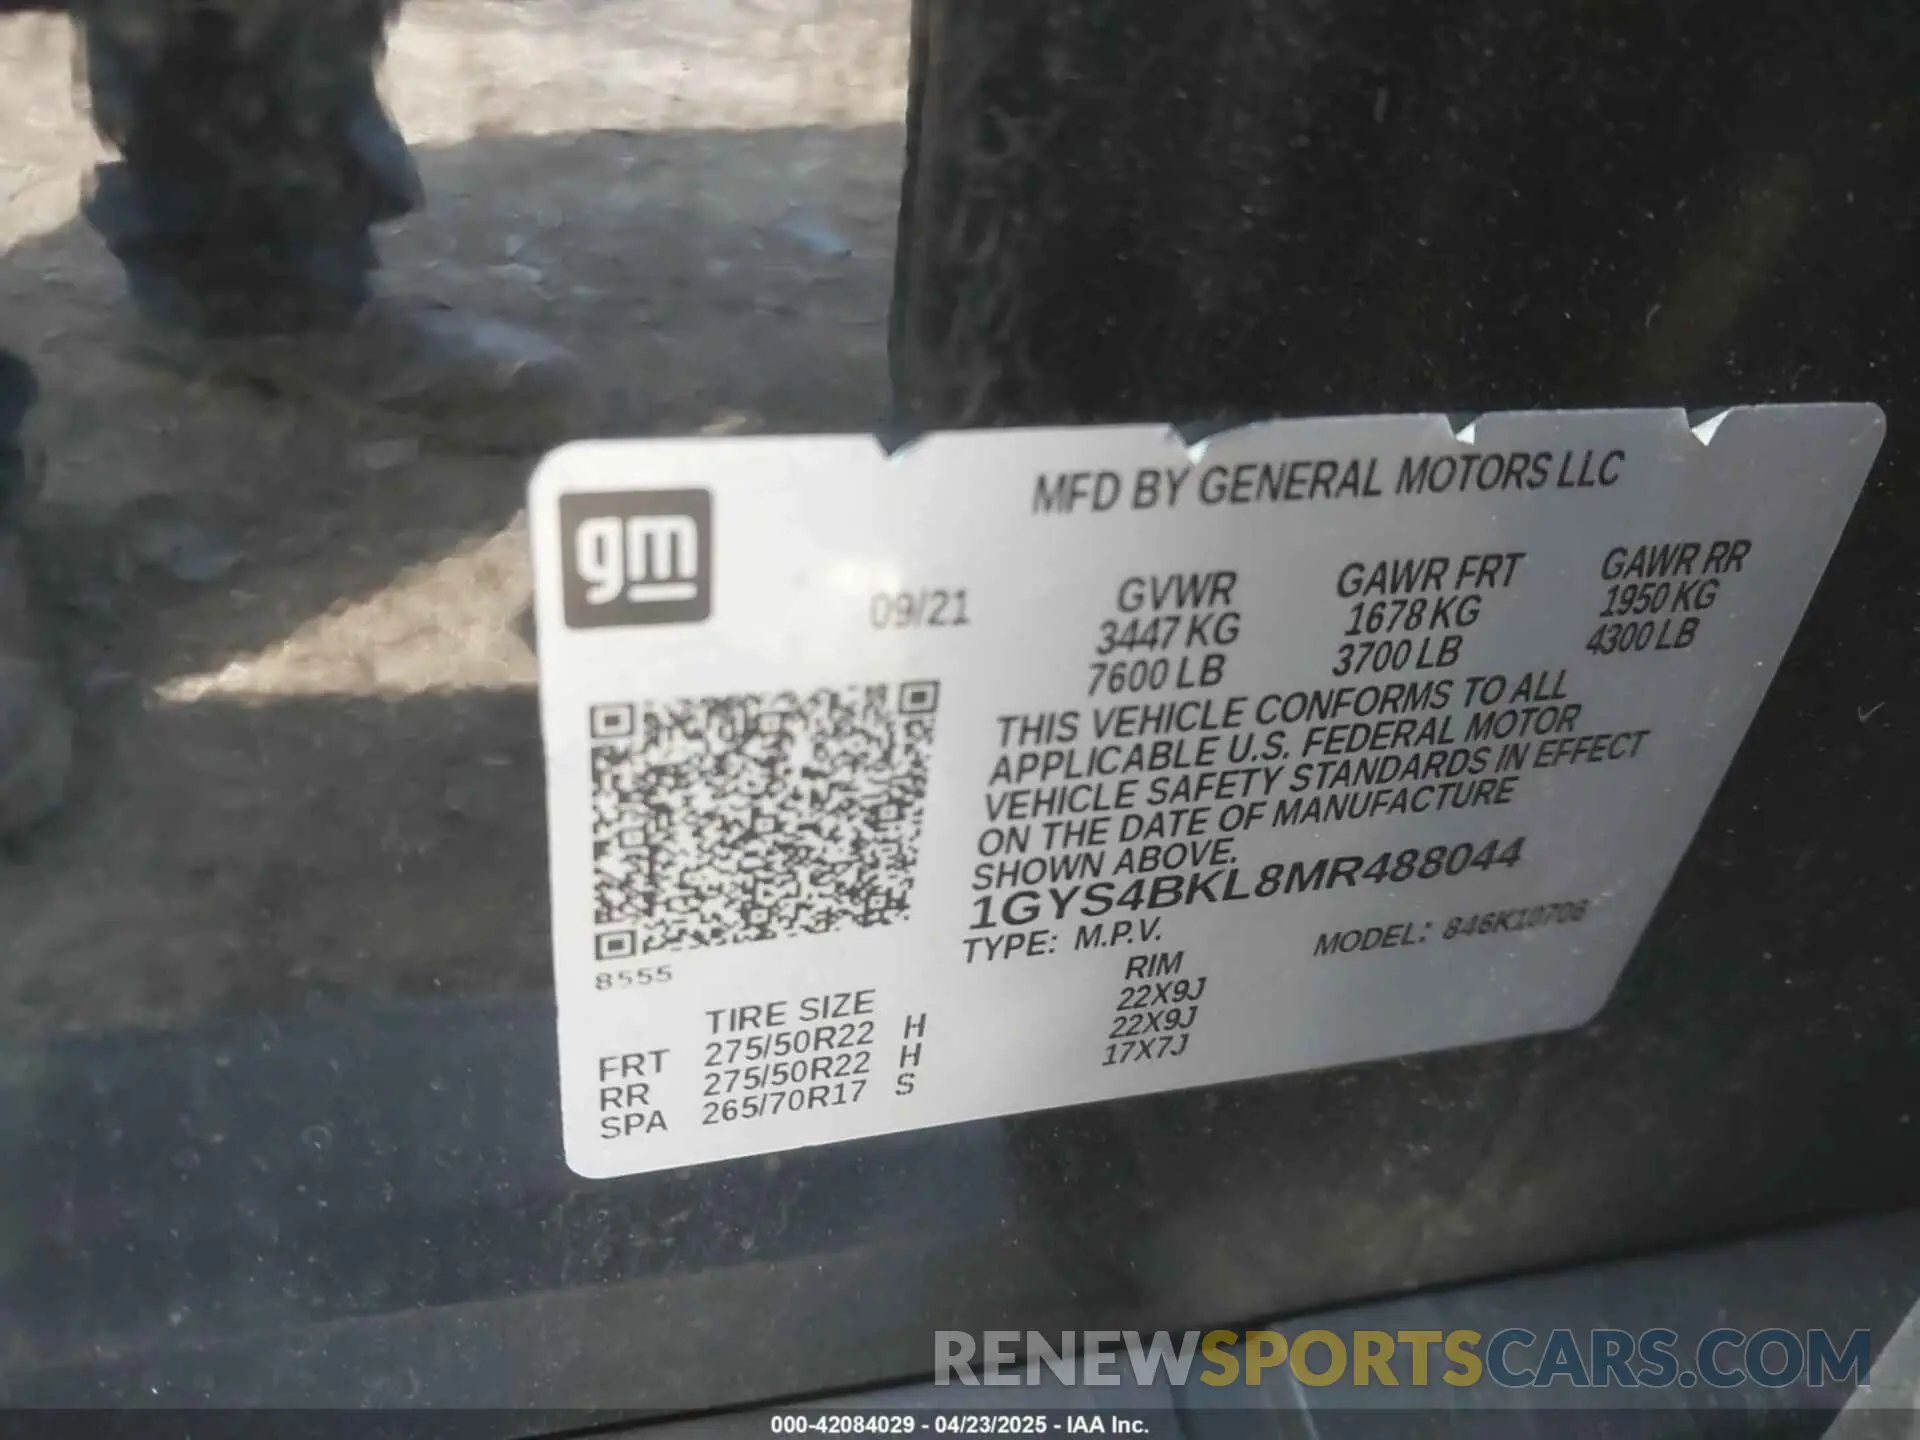 MFD BY GENERAL MOTORS LLC
gm
09/21
GVWR GAWR FRT GAWR RR
3447 KG 1678 KG 1950 KG
7600 LB 3700 LB 4300 LB
THIS VEHICLE CONFORMS TO ALL
APPLICABLE U.S. FEDERAL MOTOR
VEHICLE SAFETY STANDARDS IN EFFECT
ON THE DATE OF MANUFACTURE
SHOWN ABOVE.
1GYS4BKL8MR488044
TYPE: M.P.V. MODEL: 846K10706
8555
TIRE SIZE RIM
FRT 275/50R22 H 22X9J
RR 275/50R22 H 22X9J
SPA 265/70R17 S 17X7J
RENEWSPORTSCARS.COM
000-42084029 - 04/23/2025 - IAA Inc.